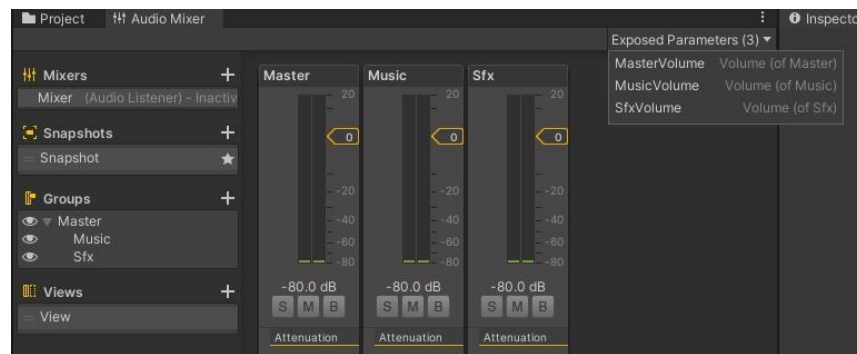 Project
Audio Mixer
Inspecto
Exposed Parameters (3)
MasterVolume Volume (of Master)
MusicVolume Volume (of Music)
SfxVolume Volume (of Sfx)
Mixers
Mixer (Audio Listener) - Inactiv
Snapshots
Snapshot
Groups
Master
Music
Sfx
Views
View
Master
20
0
-20
-40
-60
-80
-80.0 dB
S M B
Attenuation
Music
20
0
-20
-40
-60
-80
-80.0 dB
S M B
Attenuation
Sfx
20
0
-20
-40
-60
-80
-80.0 dB
S M B
Attenuation